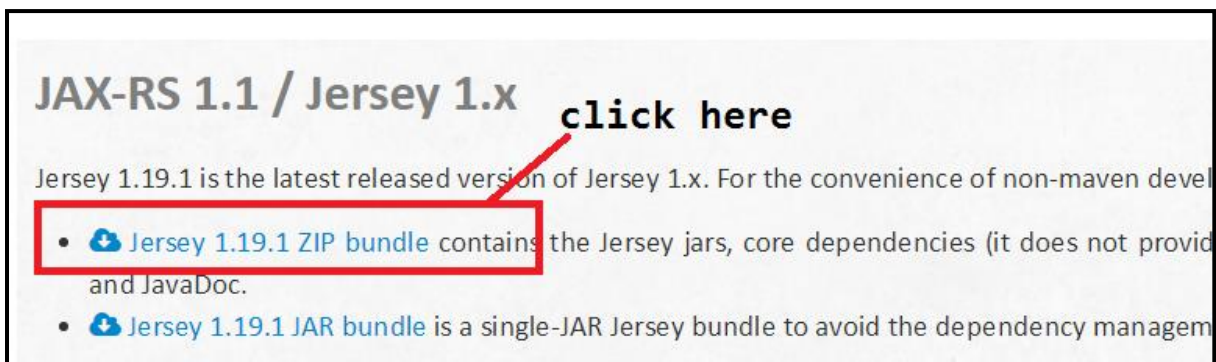 JAX-RS 1.1 / Jersey 1.x
click here
Jersey 1.19.1 is the latest released version of Jersey 1.x. For the convenience of non-maven devel
• Jersey 1.19.1 ZIP bundle contains the Jersey jars, core dependencies (it does not provid
and JavaDoc.
• Jersey 1.19.1 JAR bundle is a single-JAR Jersey bundle to avoid the dependency managem